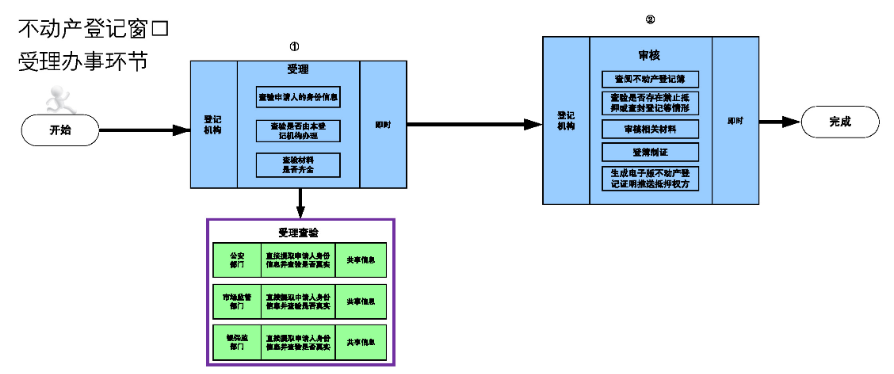 不动产登记窗口
受理办事环节
开始
①
受理
登记
机构
查验申请人的身份信息
查验是否由本登
记机构办理
查验材料
是否齐全
即时
受理查验
公安
部门
直接提取申请人身份
信息并查验是否真实
共享信息
市场监管
部门
直接提取申请人身份
信息并查验是否真实
共享信息
银保监
部门
直接提取申请人身份
信息并查验是否真实
共享信息
②
审核
登记
机构
查阅不动产登记簿
查验是否存在禁止抵
押或查封登记等情形
审核相关材料
登簿制证
生成电子版不动产登
记证明推送抵押权方
即时
完成